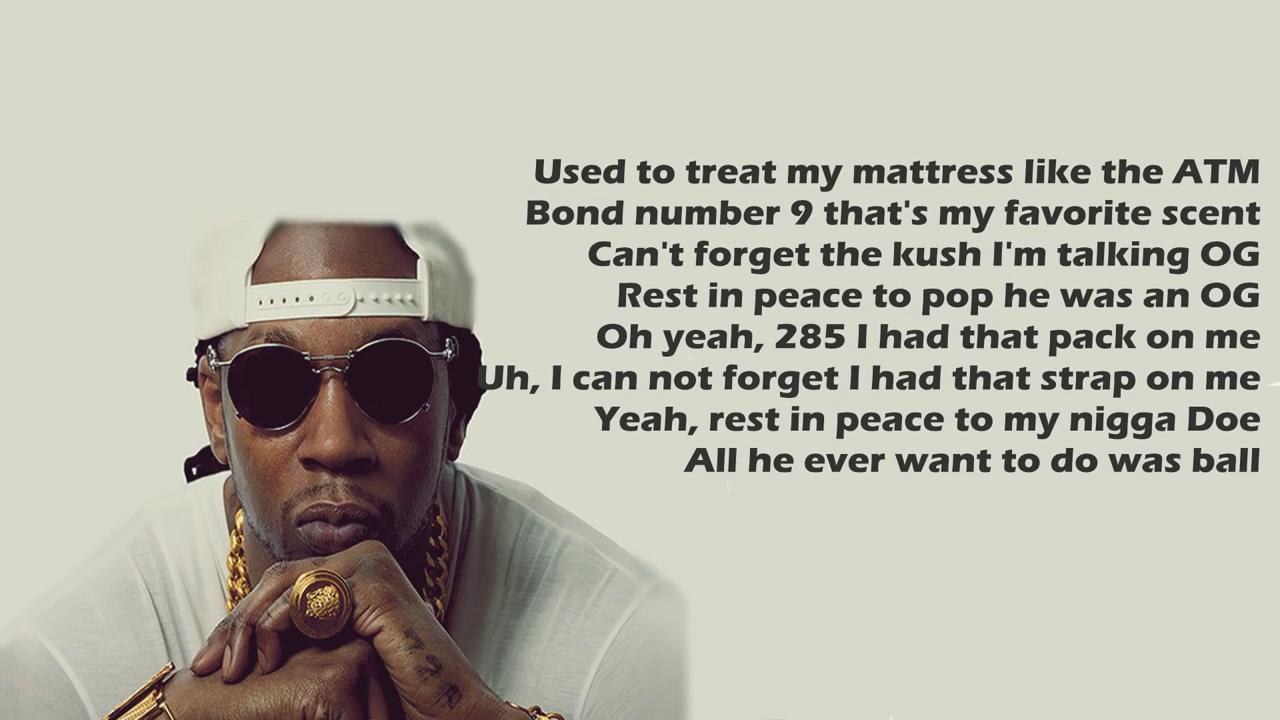 Used to treat my mattress like the ATM
Bond number 9 that's my favorite scent
Can't forget the kush I'm talking OG
Rest in peace to pop he was an OG
Oh yeah, 285 I had that pack on me
Uh, I can not forget I had that strap on me
Yeah, rest in peace to my nigga Doe
All he ever want to do was ball